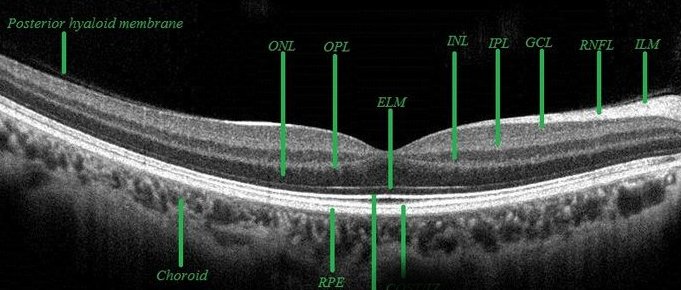 Posterior hyaloid membrane
ONL
OPL
ELM
INL
IPL
GCL
RNFL
ILM
Choroid
RPE